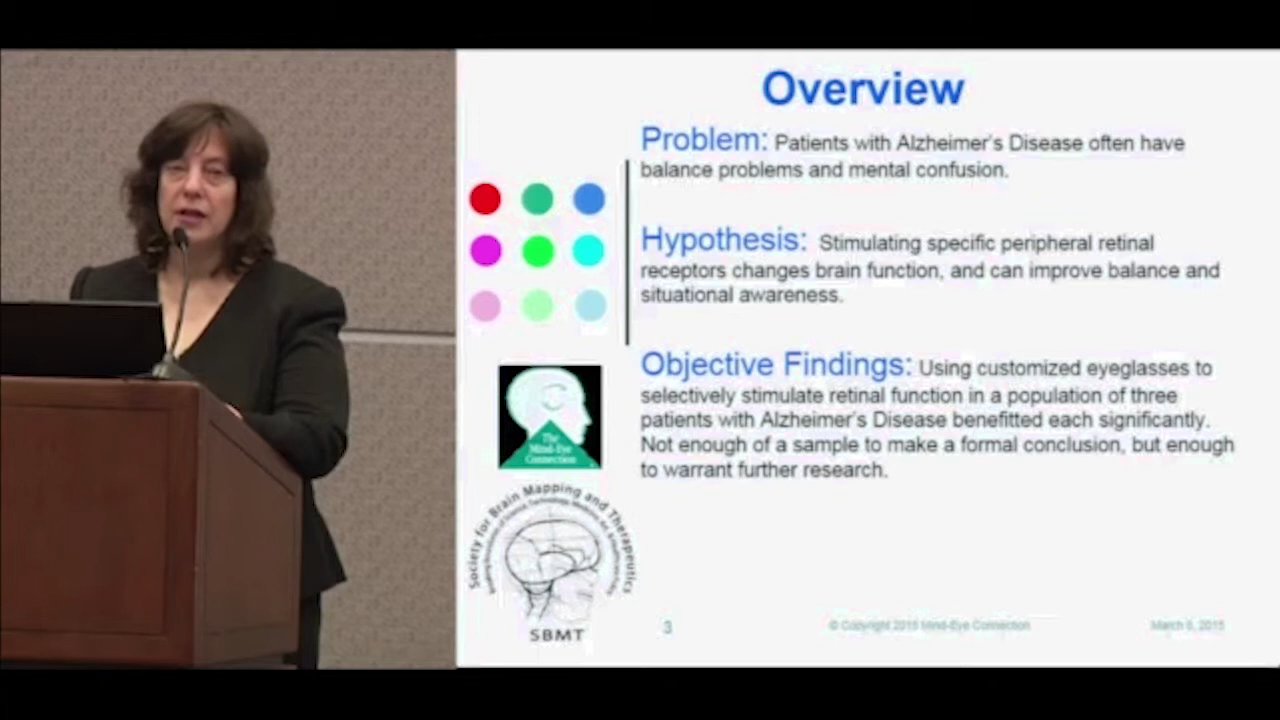 Overview
Problem: Patients with Alzheimer's Disease often have
balance problems and mental confusion.
Hypothesis: Stimulating specific peripheral retinal
receptors changes brain function, and can improve balance and
situational awareness.
Objective Findings: Using customized eyeglasses to
selectively stimulate retinal function in a population of three
patients with Alzheimer's Disease benefitted each significantly.
Not enough of a sample to make a formal conclusion, but enough
to warrant further research.
The
Mind-Eye
Connection
Society for Brain Mapping and Therapeutics
SBMT
3
© Copyright 2015 Mind-Eye Connection
March 6, 2015